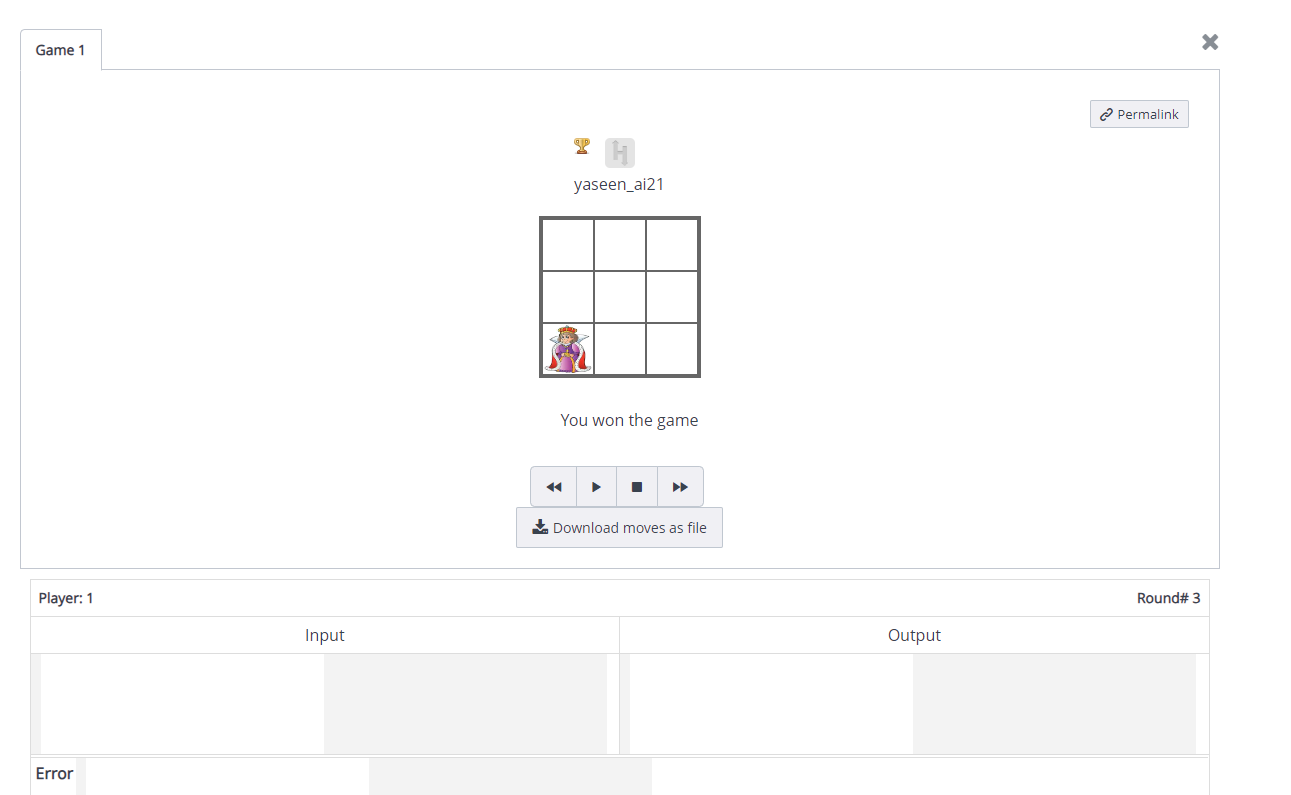 Game 1
Permalink
yaseen_ai21
You won the game
Download moves as file
Player: 1
Round# 3
Input
Output
Error